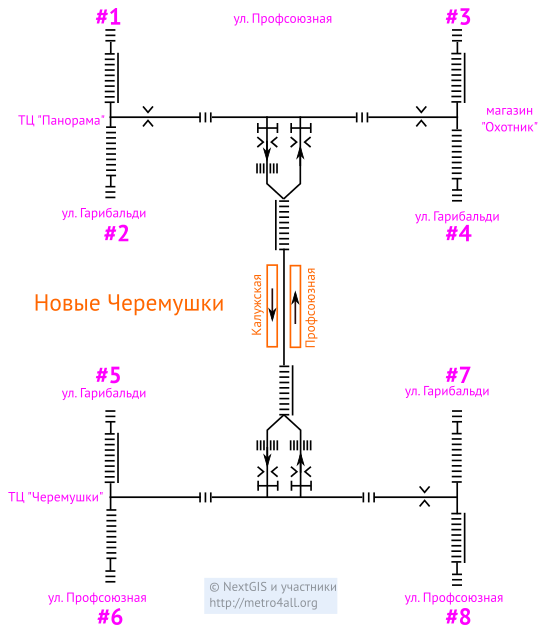 #1
ул. Профсоюзная
#3
ТЦ "Панорама"
магазин
"Охотник"
ул. Гарибальди
#2
ул. Гарибальди
#4
Новые Черемушки
Калужская
Профсоюзная
#5
ул. Гарибальди
#7
ул. Гарибальди
ТЦ "Черемушки"
ул. Профсоюзная
#6
ул. Профсоюзная
#8
© NextGIS и участники
http://metro4all.org